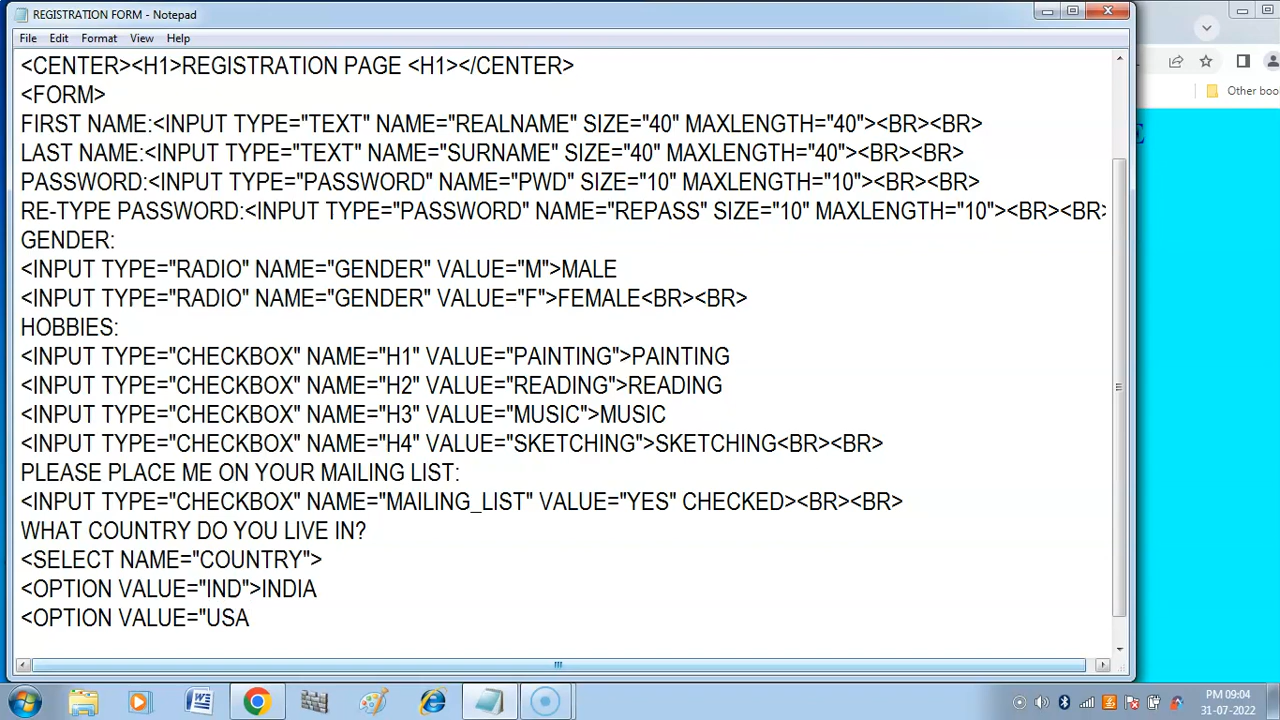 REGISTRATION FORM - Notepad
File Edit Format View Help
<CENTER><H1>REGISTRATION PAGE <H1></CENTER>
<FORM>
FIRST NAME:<INPUT TYPE="TEXT" NAME="REALNAME" SIZE="40" MAXLENGTH="40"><BR><BR>
LAST NAME:<INPUT TYPE="TEXT" NAME="SURNAME" SIZE="40" MAXLENGTH="40"><BR><BR>
PASSWORD:<INPUT TYPE="PASSWORD" NAME="PWD" SIZE="10" MAXLENGTH="10"><BR><BR>
RE-TYPE PASSWORD:<INPUT TYPE="PASSWORD" NAME="REPASS" SIZE="10" MAXLENGTH="10"><BR><BR>
GENDER:
<INPUT TYPE="RADIO" NAME="GENDER" VALUE="M">MALE
<INPUT TYPE="RADIO" NAME="GENDER" VALUE="F">FEMALE<BR><BR>
HOBBIES:
<INPUT TYPE="CHECKBOX" NAME="H1" VALUE="PAINTING">PAINTING
<INPUT TYPE="CHECKBOX" NAME="H2" VALUE="READING">READING
<INPUT TYPE="CHECKBOX" NAME="H3" VALUE="MUSIC">MUSIC
<INPUT TYPE="CHECKBOX" NAME="H4" VALUE="SKETCHING">SKETCHING<BR><BR>
PLEASE PLACE ME ON YOUR MAILING LIST:
<INPUT TYPE="CHECKBOX" NAME="MAILING_LIST" VALUE="YES" CHECKED><BR><BR>
WHAT COUNTRY DO YOU LIVE IN?
<SELECT NAME="COUNTRY">
<OPTION VALUE="IND">INDIA
<OPTION VALUE="USA
Other boo
E
PM 09:04
31-07-2022